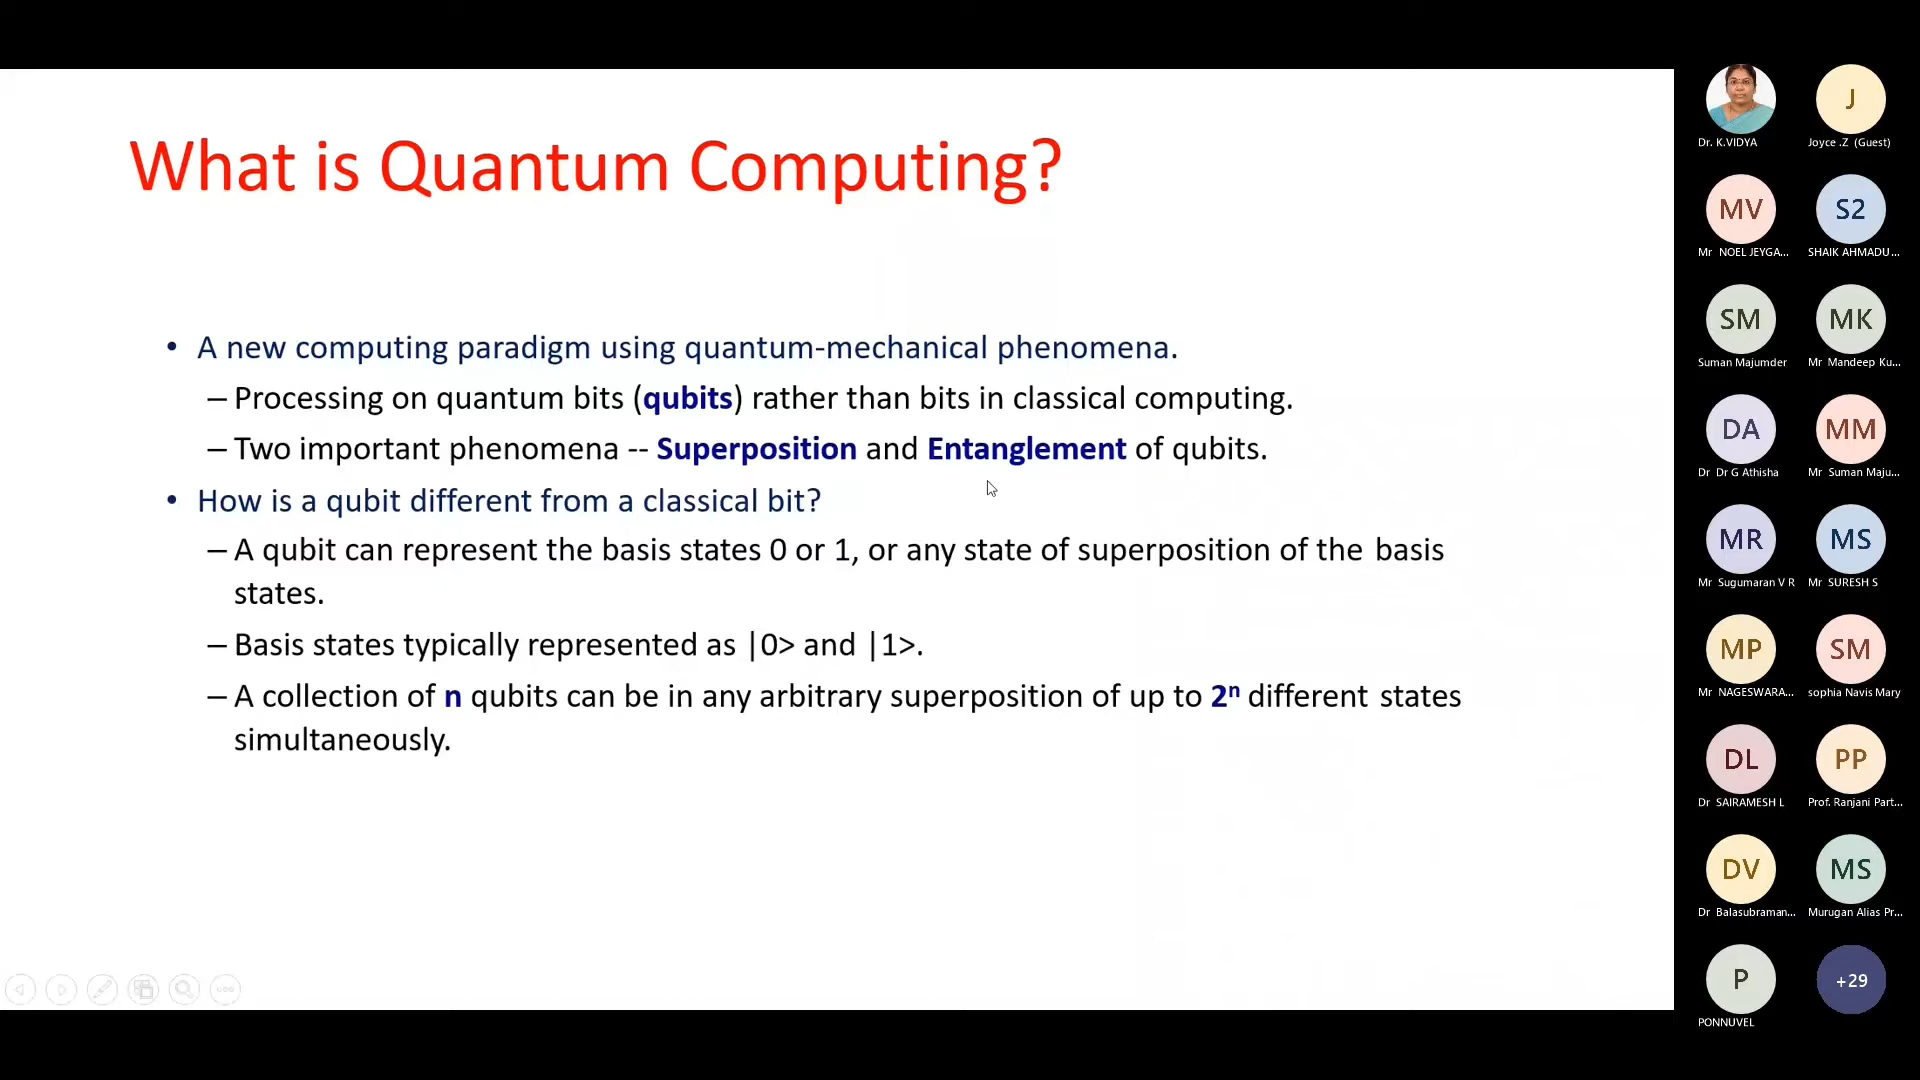 What is Quantum Computing?
• A new computing paradigm using quantum-mechanical phenomena.
– Processing on quantum bits (qubits) rather than bits in classical computing.
– Two important phenomena -- Superposition and Entanglement of qubits.
• How is a qubit different from a classical bit?
– A qubit can represent the basis states 0 or 1, or any state of superposition of the basis
states.
– Basis states typically represented as |0> and |1>.
– A collection of n qubits can be in any arbitrary superposition of up to 2ⁿ different states
simultaneously.
J
Dr. K.VIDYA
Joyce .Z (Guest)
MV
S2
Mr NOEL JEYGA...
SHAIK AHMADU...
SM
MK
Suman Majumder
Mr Mandeep Ku...
DA
MM
Dr Dr G Athisha
Mr Suman Maju...
MR
MS
Mr Sugumaran V R
Mr SURESH S
MP
SM
Mr NAGESWARA...
sophia Navis Mary
DL
PP
Dr SAIRAMESH L
Prof. Ranjani Part...
DV
MS
Dr Balasubraman...
Murugan Alias Pr...
P
+29
PONNUVEL